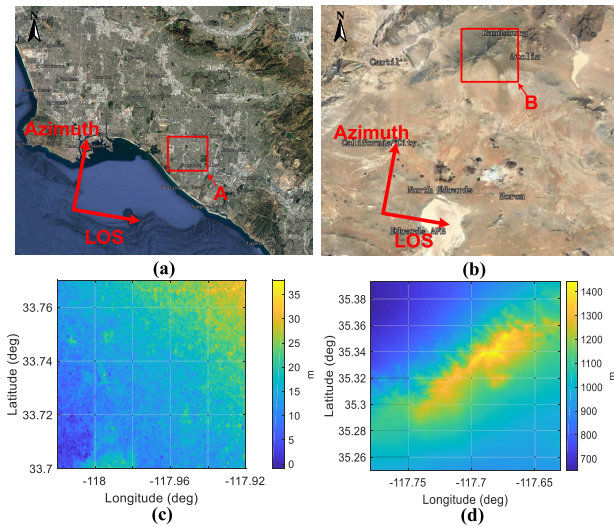 N
Azimuth
LOS
A
(a)
N
Randsburg
Atolia
Cantil
B
Azimuth
California City
North Edwards
Boron
LOS
Edwards AFB
(b)
33.76
33.74
33.72
33.7
Latitude (deg)
-118
-117.96
-117.92
Longitude (deg)
35
30
25
20
15
10
5
0
m
(c)
35.38
35.36
35.34
35.32
35.3
35.28
35.26
Latitude (deg)
-117.75
-117.7
-117.65
Longitude (deg)
1400
1300
1200
1100
1000
900
800
700
m
(d)